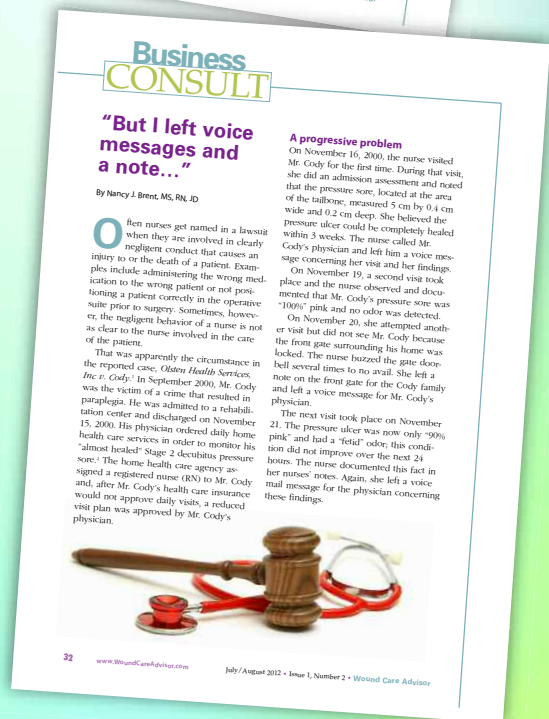 Business
CONSULT
“But I left voice
messages and
a note…”
By Nancy J. Brent, MS, RN, JD
Often nurses get named in a lawsuit
when they are involved in clearly
negligent conduct that causes an
injury to or the death of a patient. Exam-
ples include administering the wrong med-
ication to the wrong patient or not posi-
tioning a patient correctly in the operative
suite prior to surgery. Sometimes, howev-
er, the negligent behavior of a nurse is not
as clear to the nurse involved in the care
of the patient.
That was apparently the circumstance in
the reported case, Olsten Health Services,
Inc v. Cody.¹ In September 2000, Mr. Cody
was the victim of a crime that resulted in
paraplegia. He was admitted to a rehabili-
tation center and discharged on November
15, 2000. His physician ordered daily home
health care services in order to monitor his
“almost healed” Stage 2 decubitus pressure
sore.² The home health care agency as-
signed a registered nurse (RN) to Mr. Cody
and, after Mr. Cody’s health care insurance
would not approve daily visits, a reduced
visit plan was approved by Mr. Cody’s
physician.
A progressive problem
On November 16, 2000, the nurse visited
Mr. Cody for the first time. During that visit,
she did an admission assessment and noted
that the pressure sore, located at the area
of the tailbone, measured 5 cm by 0.4 cm
wide and 0.2 cm deep. She believed the
pressure ulcer could be completely healed
within 3 weeks. The nurse called Mr.
Cody’s physician and left him a voice mes-
sage concerning her visit and her findings.
On November 19, a second visit took
place and the nurse observed and docu-
mented that Mr. Cody’s pressure sore was
“100%” pink and no odor was detected.
On November 20, she attempted anoth-
er visit but did not see Mr. Cody because
the front gate surrounding his home was
locked. The nurse buzzed the gate door-
bell several times to no avail. She left a
note on the front gate for the Cody family
and left a voice message for Mr. Cody’s
physician.
The next visit took place on November
21. The pressure ulcer was now only “90%
pink” and had a “fetid” odor; this condi-
tion did not improve over the next 24
hours. The nurse documented this fact in
her nurses’ notes. Again, she left a voice
mail message for the physician concerning
these findings.
32 www.WoundCareAdvisor.com July/August 2012 • Issue 1, Number 2 • Wound Care Advisor